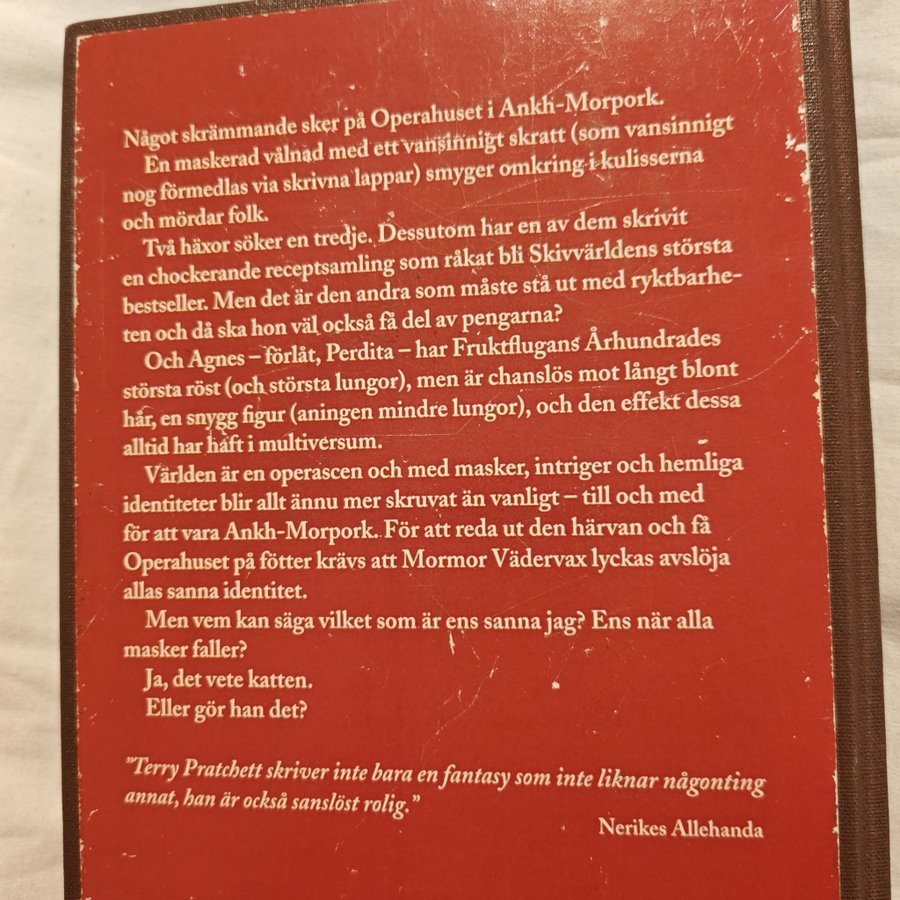 Något skrämmande sker på Operahuset i Ankh-Morpork.
En maskerad vålnad med ett vansinnigt skratt (som vansinnigt
nog förmedlas via skrivna lappar) smyger omkring i kulisserna
och mördar folk.
Två häxor söker en tredje. Dessutom har en av dem skrivit
en chockerande receptsamling som råkat bli Skivvärldens största
bestseller. Men det är den andra som måste stå ut med ryktbarhe-
ten och då ska hon väl också få del av pengarna?
Och Agnes – förlåt, Perdita – har Fruktflugans Århundrades
största röst (och största lungor), men är chanslös mot långt blont
hår, en snygg figur (aningen mindre lungor), och den effekt dessa
alltid har haft i multiversum.
Världen är en operascen och med masker, intriger och hemliga
identiteter blir allt ännu mer skruvat än vanligt – till och med
för att vara Ankh-Morpork. För att reda ut den härvan och få
Operahuset på fötter krävs att Mormor Vädervax lyckas avslöja
allas sanna identitet.
Men vem kan säga vilket som är ens sanna jag? Ens när alla
masker faller?
Ja, det vete katten.
Eller gör han det?
”Terry Pratchett skriver inte bara en fantasy som inte liknar någonting
annat, han är också sanslöst rolig.”
Nerikes Allehanda